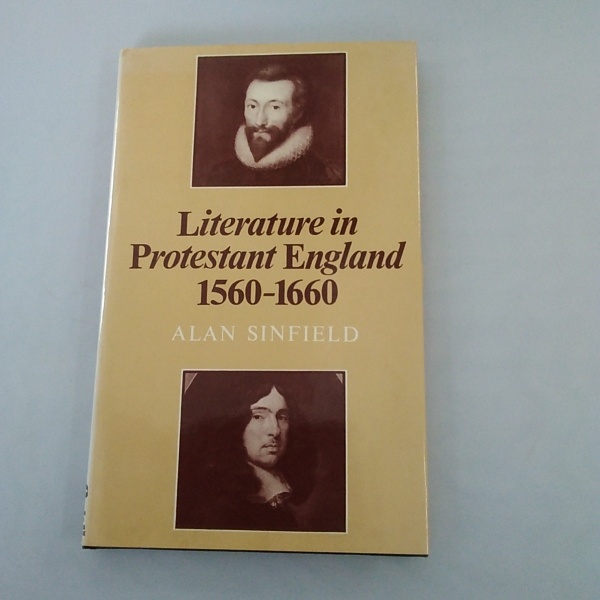 Literature in
Protestant England
1560-1660
ALAN SINFIELD